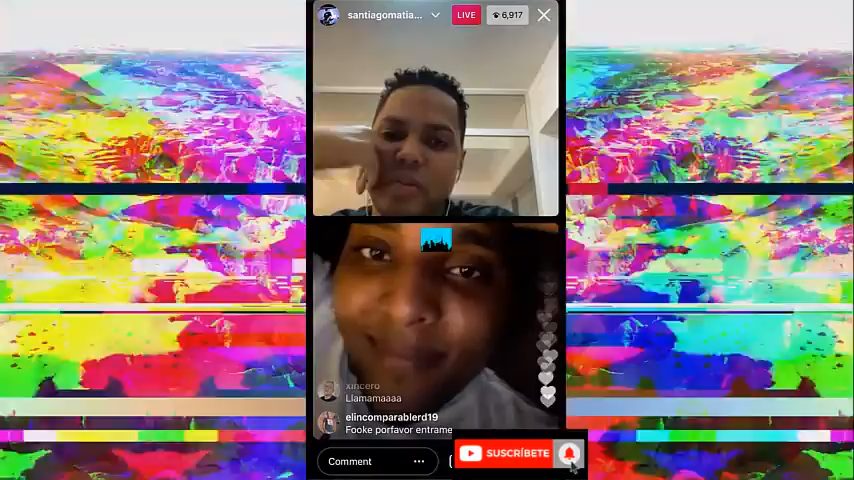 santiagomatia...
LIVE
6,917
xincero
Llamamaaaa
elincomparablerd19
Fooke porfavor entrame
Comment
SUSCRÍBETE